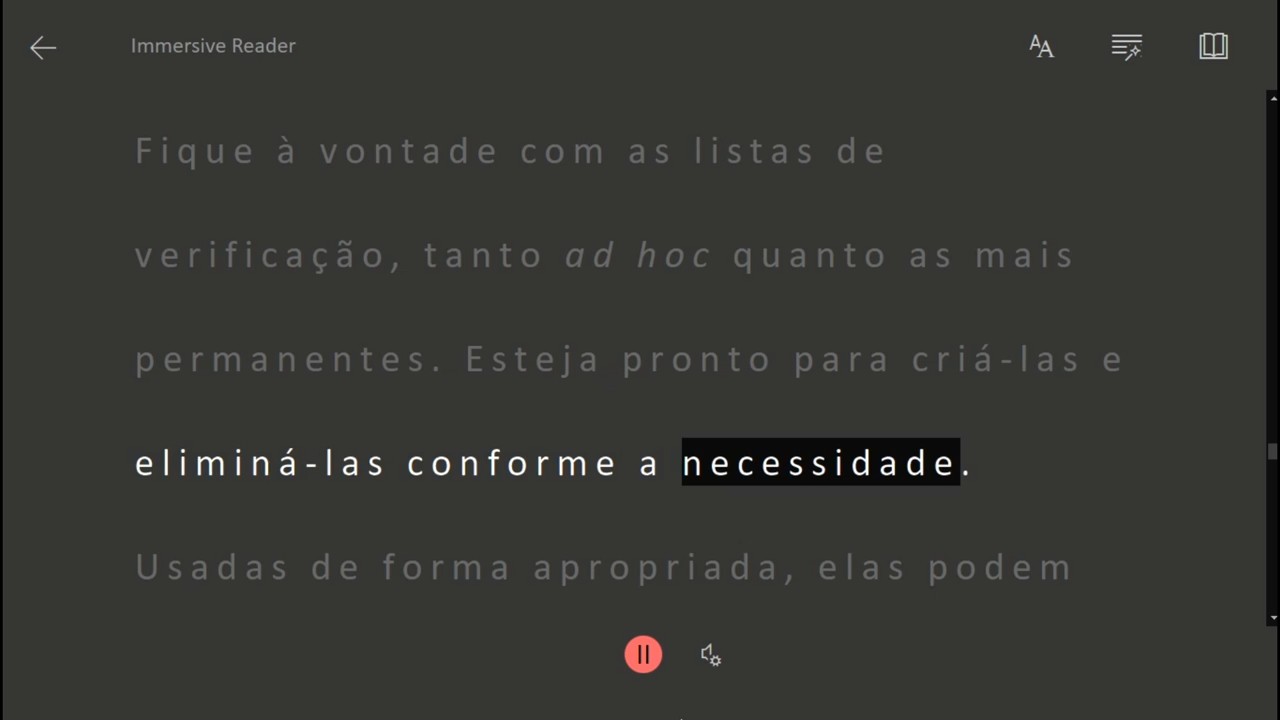 Immersive Reader
Fique à vontade com as listas de
verificação, tanto ad hoc quanto as mais
permanentes. Esteja pronto para criá-las e
eliminá-las conforme a necessidade.
Usadas de forma apropriada, elas podem